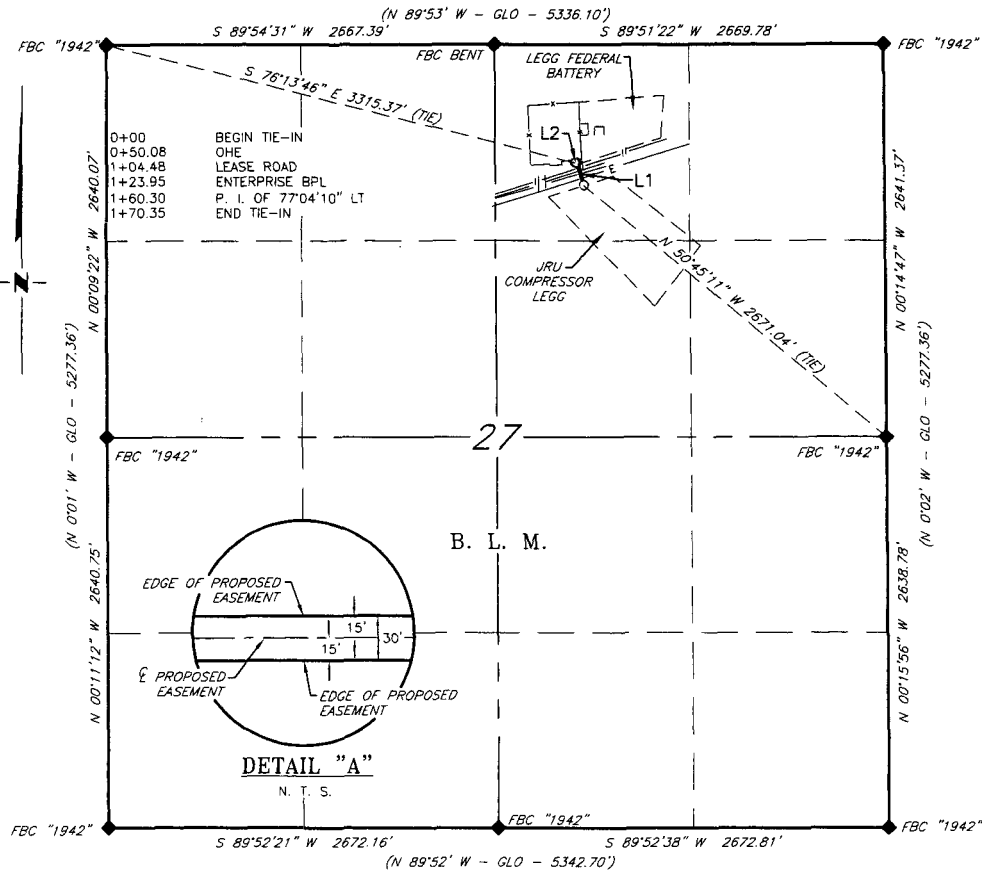 (N 89°53' W - GLO - 5336.10')
S 89°54'31" W 2667.39'
S 89°51'22" W 2669.78'
FBC "1942"
FBC BENT
FBC "1942"
LEGG FEDERAL
BATTERY
S 76°13'46" E 3315.37' (TIE)
0+00 BEGIN TIE-IN
0+50.08 OHE
1+04.48 LEASE ROAD
1+23.95 ENTERPRISE BPL
1+60.30 P. I. OF 77°04'10" LT
1+70.35 END TIE-IN
L2
E
L1
N 00°09'22" W 2640.07'
N 00°14'47" W 2641.37'
N
JRU
COMPRESSOR
LEGG
N 50°45'11" W 2671.04' (TIE)
(N 0°01' W - GLO - 5277.36')
(N 0°02' W - GLO - 5277.36')
FBC "1942"
27
FBC "1942"
B. L. M.
N 00°11'12" W 2640.75'
N 00°15'56" W 2638.78'
EDGE OF PROPOSED
EASEMENT
15'
15'
30'
℄ PROPOSED
EASEMENT
EDGE OF PROPOSED
EASEMENT
DETAIL "A"
N. T. S.
FBC "1942"
FBC "1942"
FBC "1942"
S 89°52'21" W 2672.16'
S 89°52'38" W 2672.81'
(N 89°52' W - GLO - 5342.70')